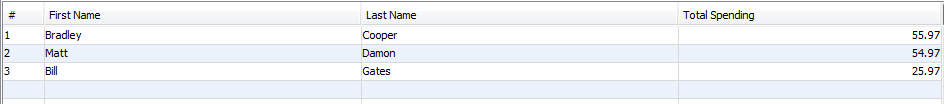 # First Name Last Name Total Spending
1 Bradley Cooper 55.97
2 Matt Damon 54.97
3 Bill Gates 25.97